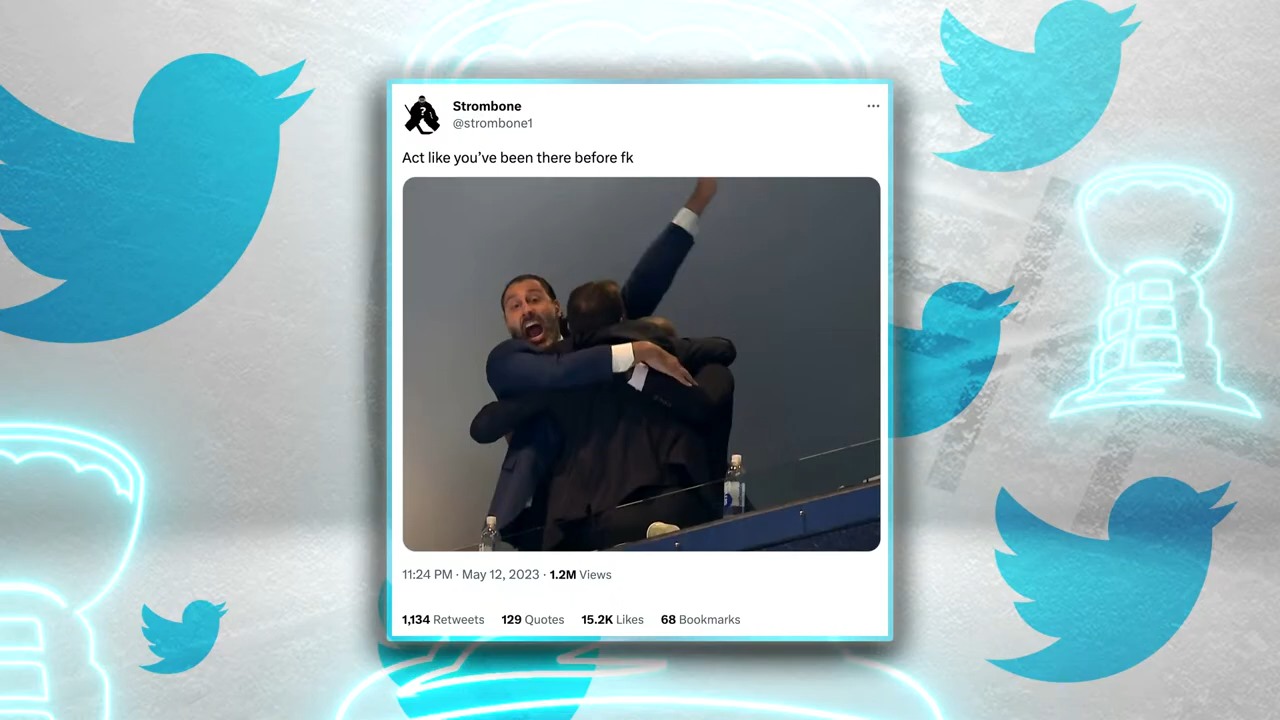 Strombone
@strombone1
Act like you’ve been there before fk
11:24 PM · May 12, 2023 · 1.2M Views
1,134 Retweets 129 Quotes 15.2K Likes 68 Bookmarks